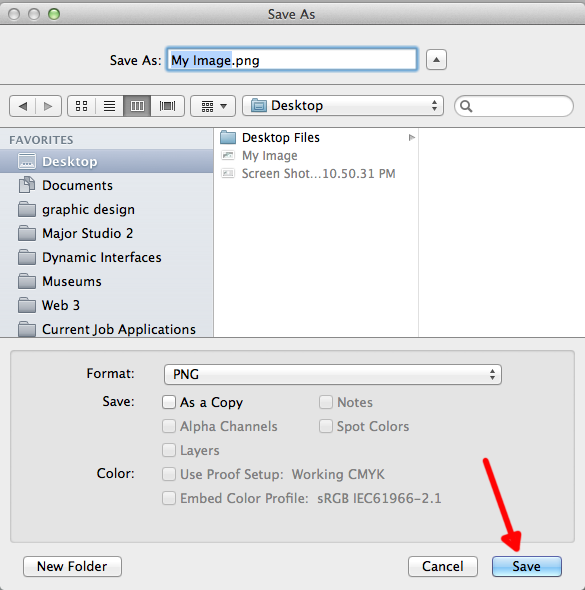 Save As
Save As: My Image.png
Desktop
FAVORITES
Desktop
Documents
graphic design
Major Studio 2
Dynamic Interfaces
Museums
Web 3
Current Job Applications
Desktop Files
My Image
Screen Shot...10.50.31 PM
Format: PNG
Save: As a Copy Notes
Alpha Channels Spot Colors
Layers
Color: Use Proof Setup: Working CMYK
Embed Color Profile: sRGB IEC61966-2.1
New Folder Cancel Save